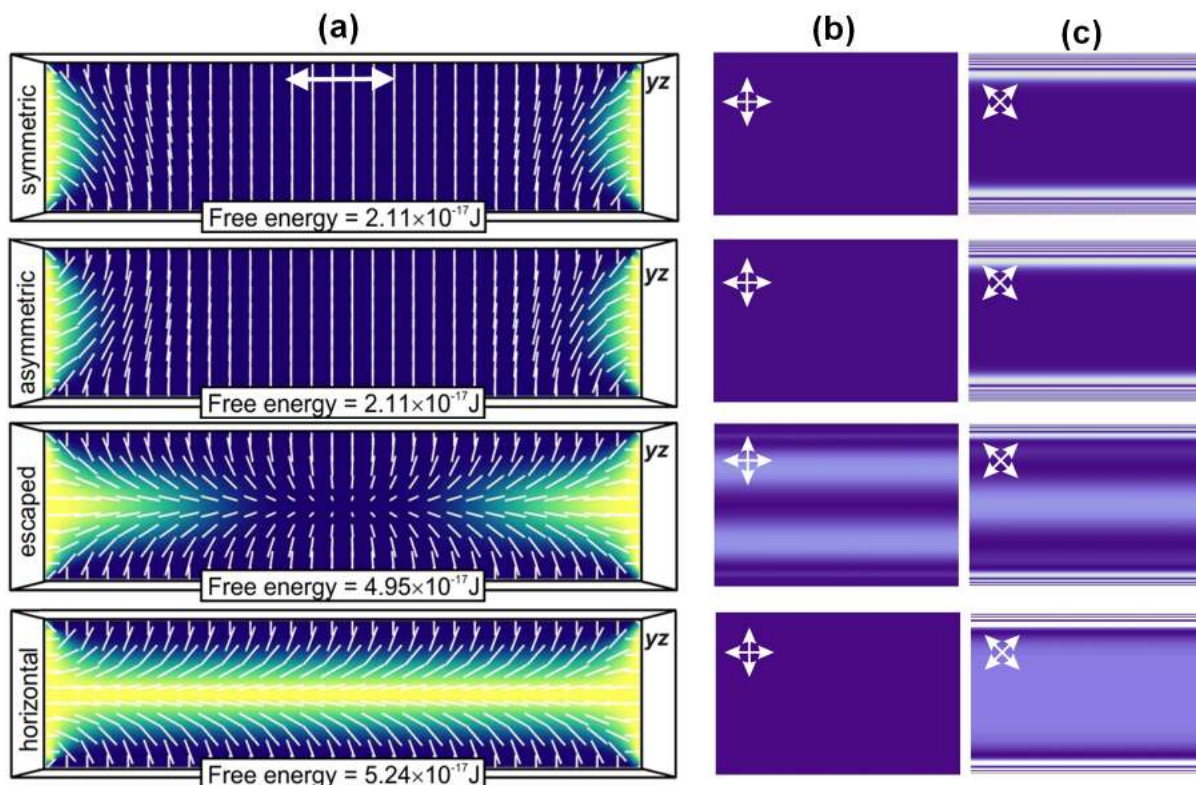 (a) (b) (c)
symmetric
yz
Free energy = 2.11×10⁻¹⁷J
asymmetric
yz
Free energy = 2.11×10⁻¹⁷J
escaped
yz
Free energy = 4.95×10⁻¹⁷J
horizontal
yz
Free energy = 5.24×10⁻¹⁷J